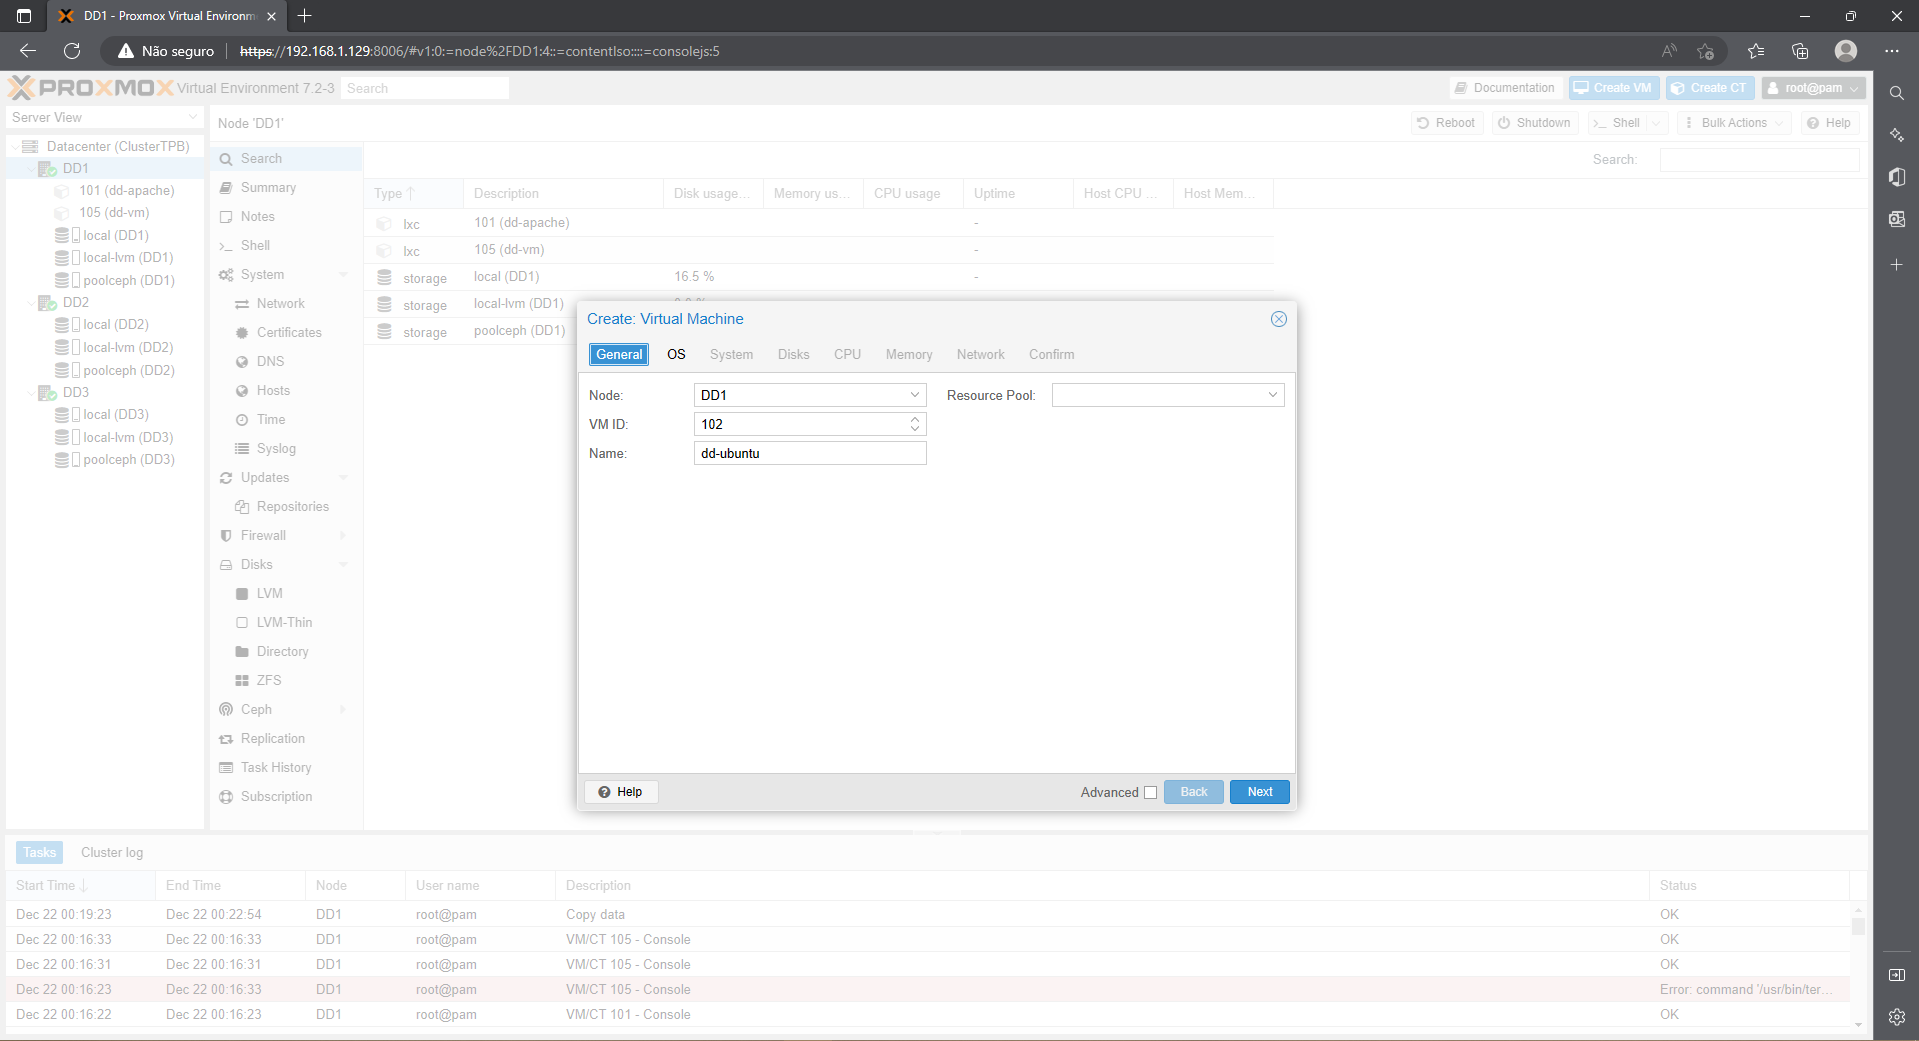 DD1 - Proxmox Virtual Environm
Não seguro
https://192.168.1.129:8006/#v1:0:=node%2FDD1:4::=contentIso::::=consolejs:5
PROXMOX Virtual Environment 7.2-3
Search
Documentation
Create VM
Create CT
root@pam
Server View
Node 'DD1'
Reboot
Shutdown
Shell
Bulk Actions
Help
Datacenter (ClusterTPB)
DD1
101 (dd-apache)
105 (dd-vm)
local (DD1)
local-lvm (DD1)
poolceph (DD1)
DD2
local (DD2)
local-lvm (DD2)
poolceph (DD2)
DD3
local (DD3)
local-lvm (DD3)
poolceph (DD3)
Search
Summary
Notes
Shell
System
Network
Certificates
DNS
Hosts
Time
Syslog
Updates
Repositories
Firewall
Disks
LVM
LVM-Thin
Directory
ZFS
Ceph
Replication
Task History
Subscription
Search:
Type Description Disk usage... Memory us... CPU usage Uptime Host CPU ... Host Mem...
lxc 101 (dd-apache) -
lxc 105 (dd-vm) -
storage local (DD1) 16.5 % -
storage local-lvm (DD1)
storage poolceph (DD1)
Create: Virtual Machine
General OS System Disks CPU Memory Network Confirm
Node: DD1 Resource Pool:
VM ID: 102
Name: dd-ubuntu
Help
Advanced
Back
Next
Tasks Cluster log
Start Time End Time Node User name Description Status
Dec 22 00:19:23 Dec 22 00:22:54 DD1 root@pam Copy data OK
Dec 22 00:16:33 Dec 22 00:16:33 DD1 root@pam VM/CT 105 - Console OK
Dec 22 00:16:31 Dec 22 00:16:31 DD1 root@pam VM/CT 105 - Console OK
Dec 22 00:16:23 Dec 22 00:16:33 DD1 root@pam VM/CT 105 - Console Error: command '/usr/bin/ter...
Dec 22 00:16:22 Dec 22 00:16:23 DD1 root@pam VM/CT 101 - Console OK